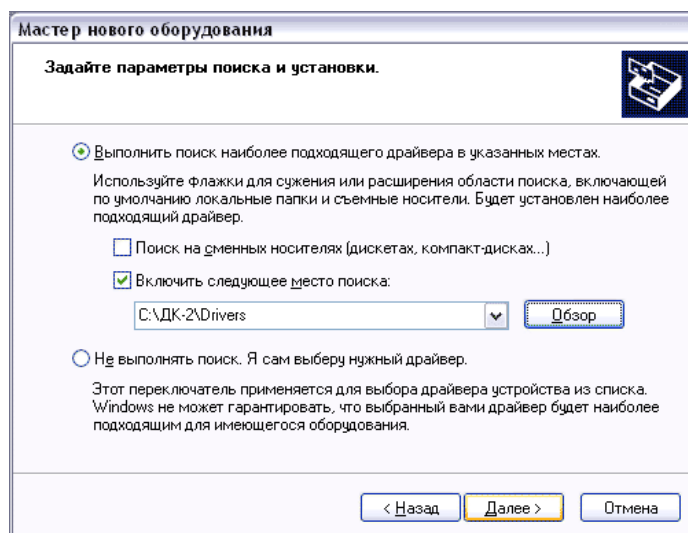 Мастер нового оборудования
Задайте параметры поиска и установки.
Выполнить поиск наиболее подходящего драйвера в указанных местах.
Используйте флажки для сужения или расширения области поиска, включающей
по умолчанию локальные папки и съемные носители. Будет установлен наиболее
подходящий драйвер.
Поиск на сменных носителях (дискетах, компакт-дисках...)
Включить следующее место поиска:
C:\ДК-2\Drivers
Обзор
Не выполнять поиск. Я сам выберу нужный драйвер.
Этот переключатель применяется для выбора драйвера устройства из списка.
Windows не может гарантировать, что выбранный вами драйвер будет наиболее
подходящим для имеющегося оборудования.
< Назад
Далее >
Отмена